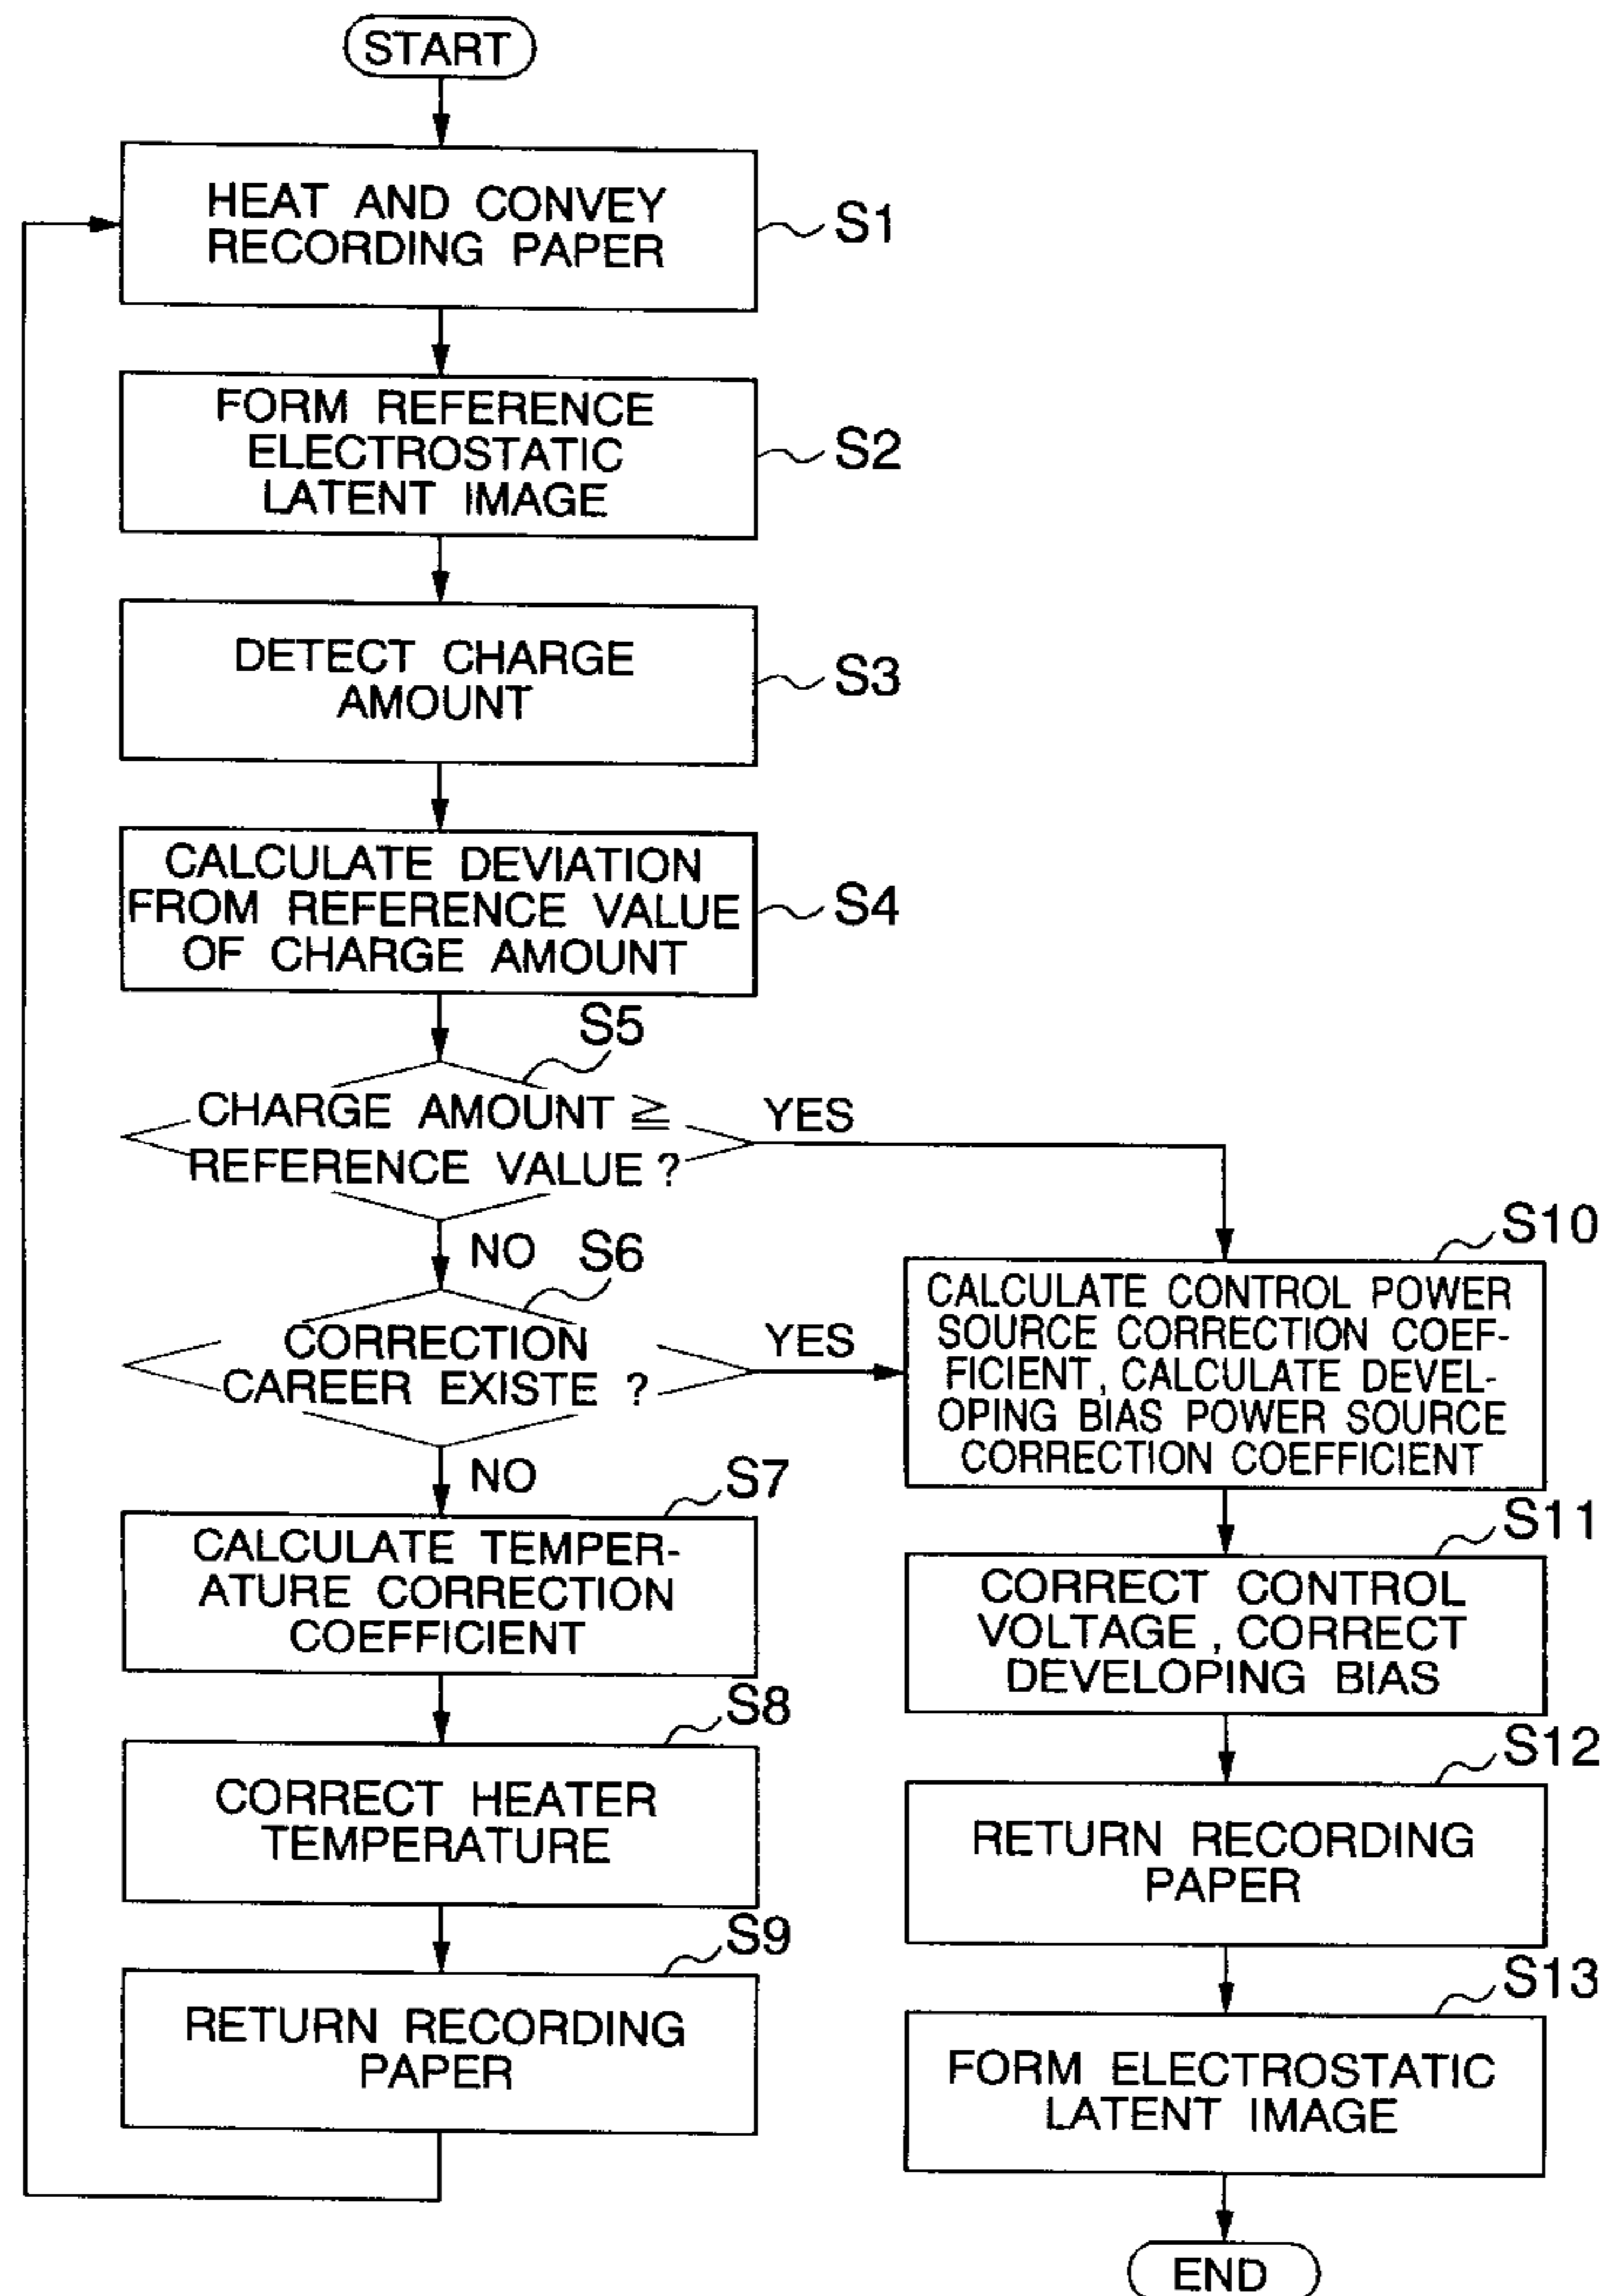 START
HEAT AND CONVEY
RECORDING PAPER
S1
FORM REFERENCE
ELECTROSTATIC
LATENT IMAGE
S2
DETECT CHARGE
AMOUNT
S3
CALCULATE DEVIATION
FROM REFERENCE VALUE
OF CHARGE AMOUNT
S4
S5
CHARGE AMOUNT ≧
REFERENCE VALUE ?
YES
NO
S6
CORRECTION
CAREER EXISTE ?
YES
NO
S7
CALCULATE TEMPER-
ATURE CORRECTION
COEFFICIENT
S8
CORRECT HEATER
TEMPERATURE
S9
RETURN RECORDING
PAPER
S10
CALCULATE CONTROL POWER
SOURCE CORRECTION COEF-
FICIENT, CALCULATE DEVEL-
OPING BIAS POWER SOURCE
CORRECTION COEFFICIENT
S11
CORRECT CONTROL
VOLTAGE, CORRECT
DEVELOPING BIAS
S12
RETURN RECORDING
PAPER
S13
FORM ELECTROSTATIC
LATENT IMAGE
END